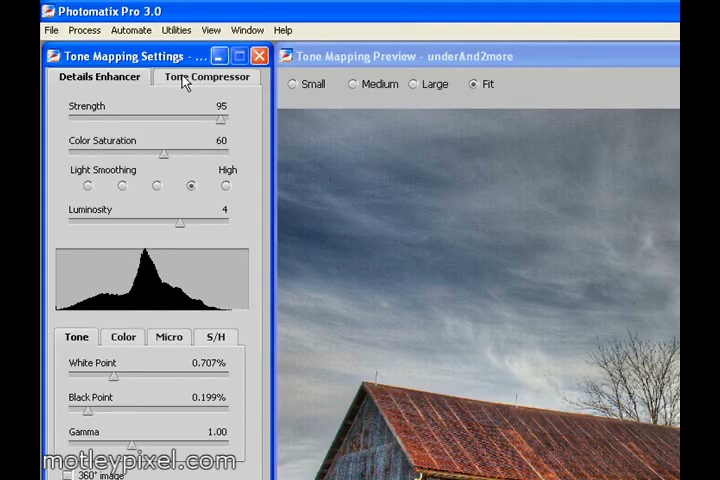 Photomatix Pro 3.0
File Process Automate Utilities View Window Help
Tone Mapping Settings - ...
Tone Mapping Preview - underAnd2more
Details Enhancer Tone Compressor
Small Medium Large Fit
Strength 95
Color Saturation 60
Light Smoothing High
Luminosity 4
Tone Color Micro S/H
White Point 0.707%
Black Point 0.199%
Gamma 1.00
motleypixel.com
360° image